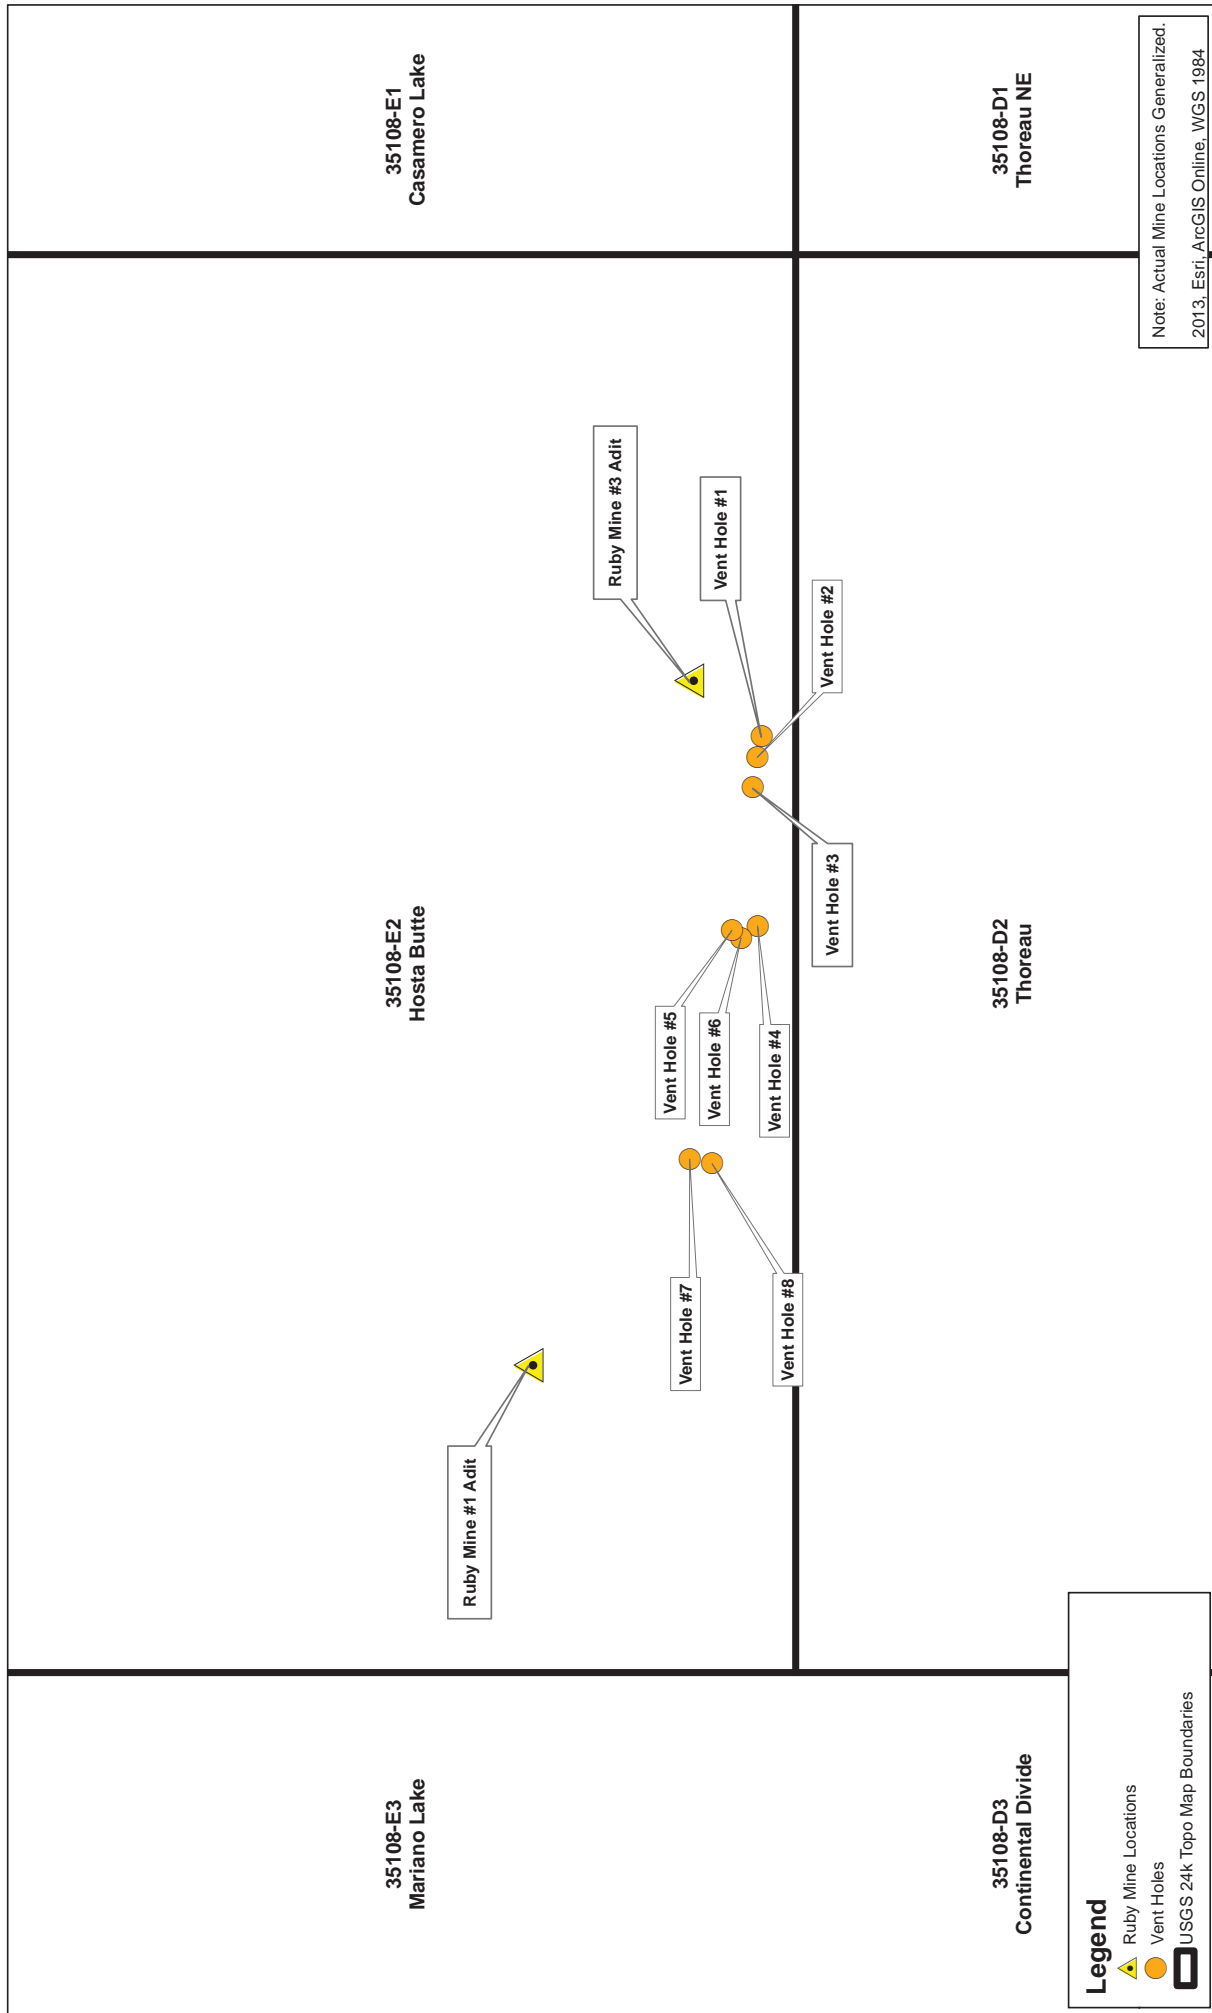 35108-E3
Mariano Lake
35108-E2
Hosta Butte
35108-E1
Casamero Lake
Ruby Mine #1 Adit
Ruby Mine #3 Adit
Vent Hole #5
Vent Hole #7
Vent Hole #6
Vent Hole #1
Vent Hole #4
Vent Hole #8
Vent Hole #3
Vent Hole #2
35108-D3
Continental Divide
35108-D2
Thoreau
35108-D1
Thoreau NE
Legend
Ruby Mine Locations
Vent Holes
USGS 24k Topo Map Boundaries
Note: Actual Mine Locations Generalized.
2013, Esri, ArcGIS Online, WGS 1984